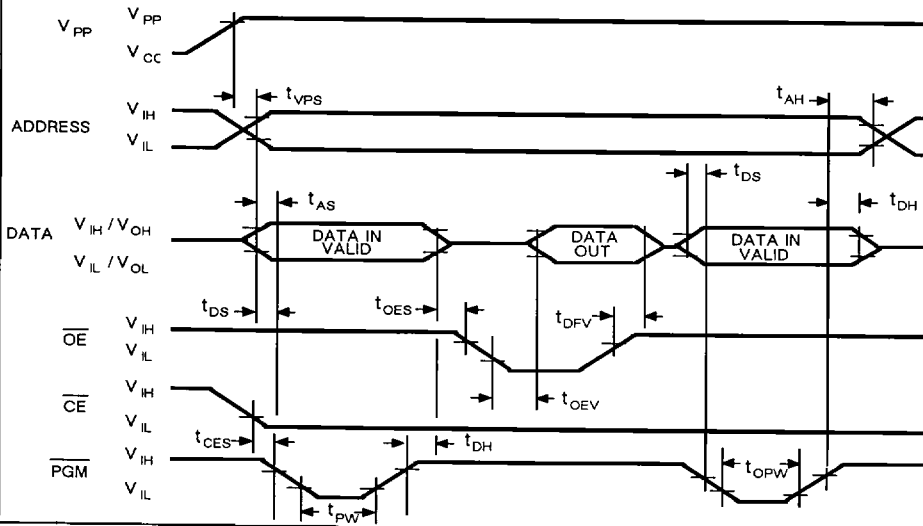 V PP V PP
V CC
t VPS t AH
ADDRESS V IH
V IL
t DS
t AS t DH
DATA V IH / V OH DATA IN VALID DATA OUT DATA IN VALID
V IL / V OL
t DS t OES t DFV
OE V IH
V IL
t OEV
CE V IH
V IL
t CES t DH
PGM V IH t OPW
V IL
t PW